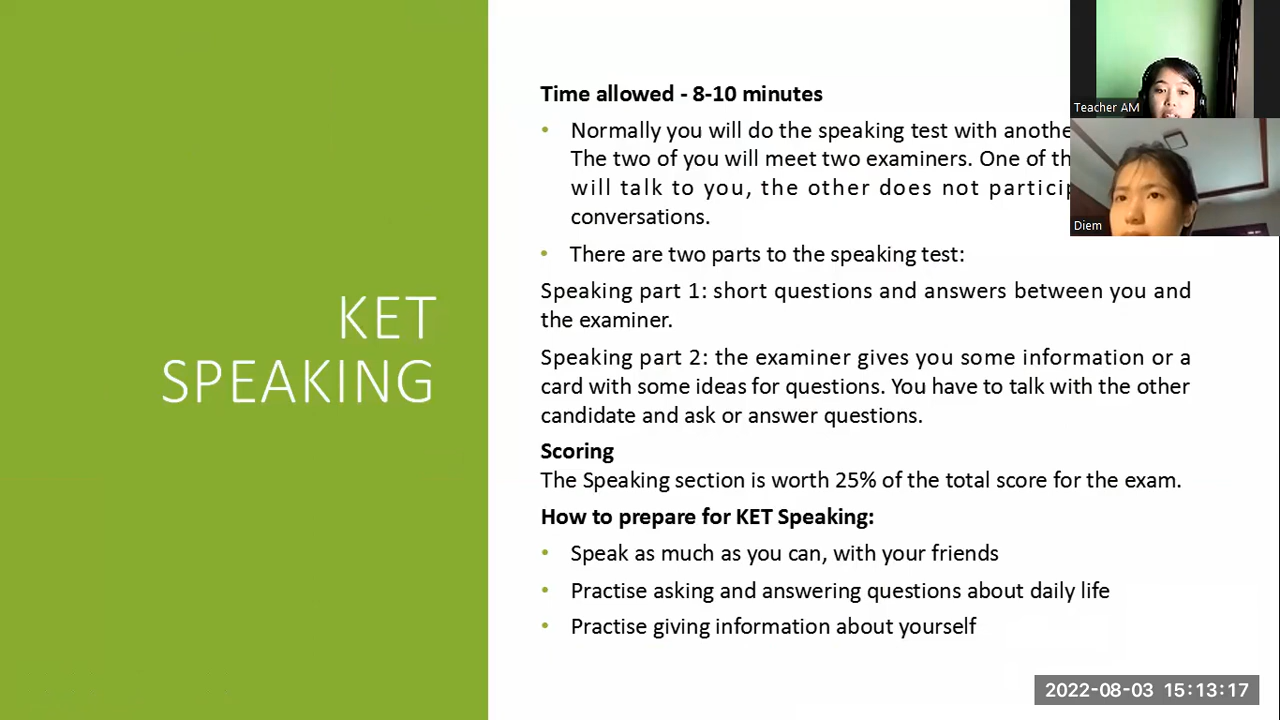 KET
SPEAKING
Time allowed - 8-10 minutes
• Normally you will do the speaking test with
The two of you will meet two examiners. One of
will talk to you, the other does not
conversations.
• There are two parts to the speaking test:
Speaking part 1: short questions and answers between you and
the examiner.
Speaking part 2: the examiner gives you some information or a
card with some ideas for questions. You have to talk with the other
candidate and ask or answer questions.
Scoring
The Speaking section is worth 25% of the total score for the exam.
How to prepare for KET Speaking:
• Speak as much as you can, with your friends
• Practise asking and answering questions about daily life
• Practise giving information about yourself
Teacher AM
Diem
2022-08-03 15:13:17